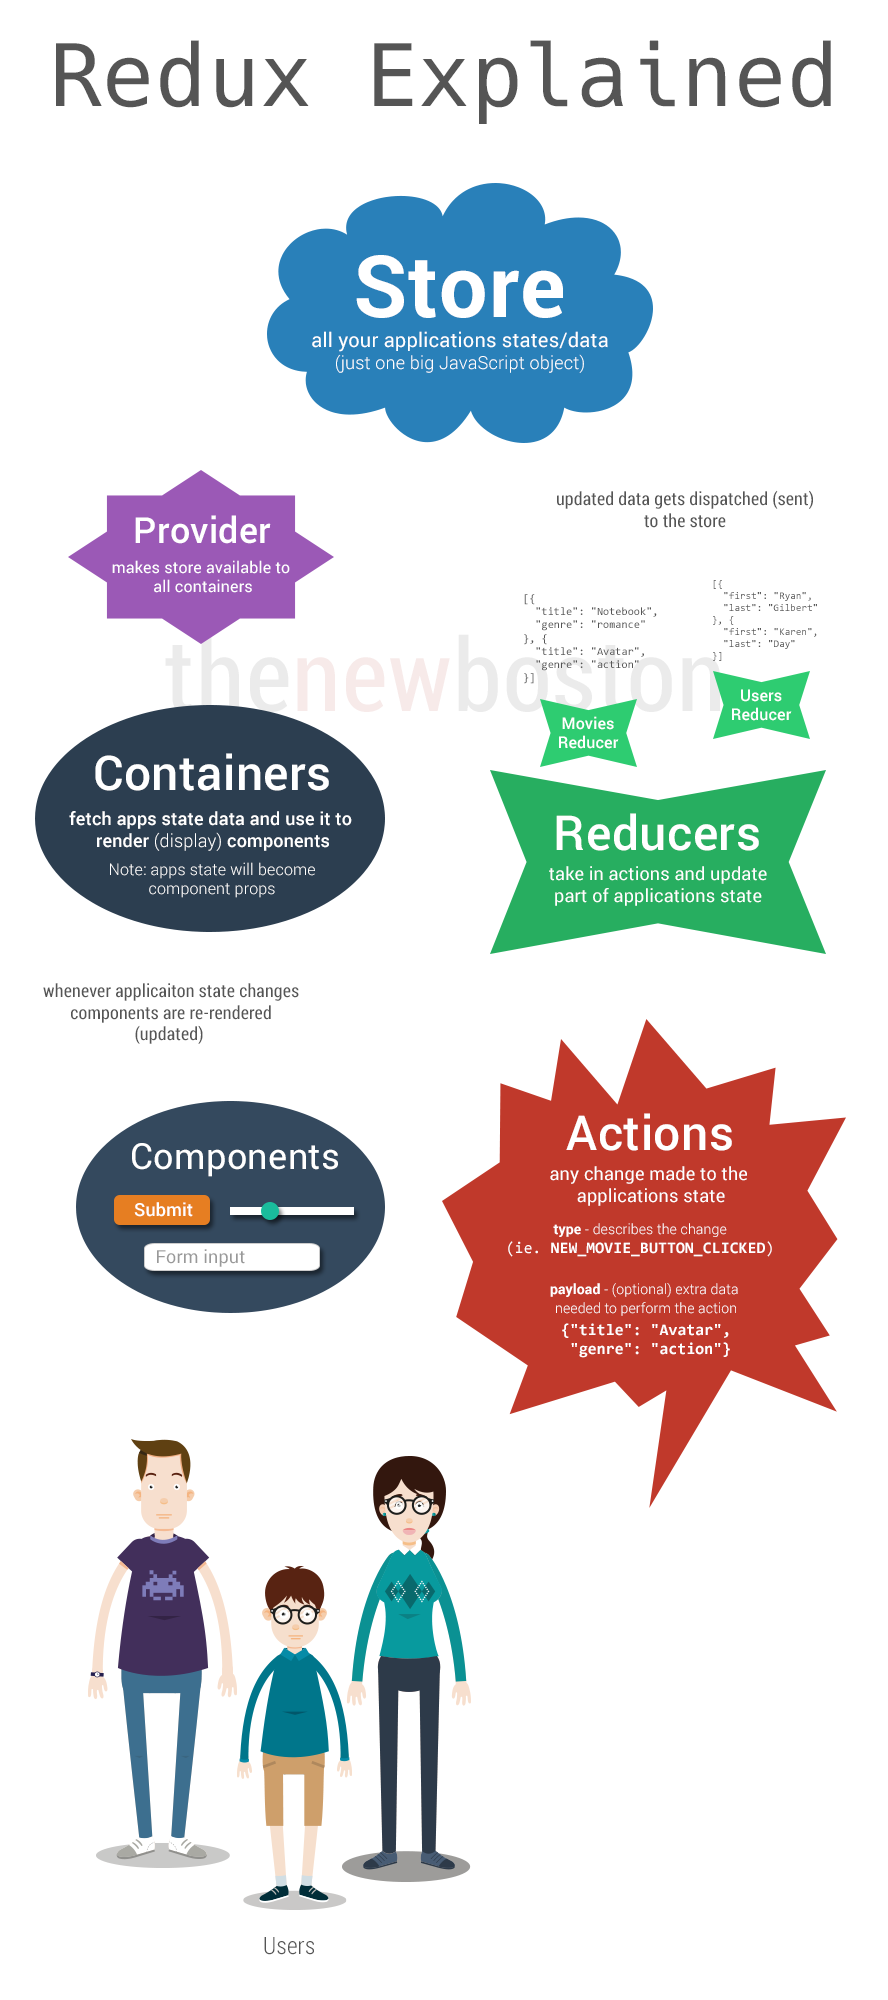 Redux Explained
Store
all your applications states/data
(just one big JavaScript object)
Provider
makes store available to
all containers
updated data gets dispatched (sent)
to the store
[{
"title": "Notebook",
"genre": "romance"
}, {
"title": "Avatar",
"genre": "action"
}]
[{
"first": "Ryan",
"last": "Gilbert"
}, {
"first": "Karen",
"last": "Day"
}]
thenewboston
Movies
Reducer
Users
Reducer
Containers
fetch apps state data and use it to
render (display) components
Note: apps state will become
component props
Reducers
take in actions and update
part of applications state
whenever applicaiton state changes
components are re-rendered
(updated)
Components
Submit
Form input
Actions
any change made to the
applications state
type - describes the change
(ie. NEW_MOVIE_BUTTON_CLICKED)
payload - (optional) extra data
needed to perform the action
{"title": "Avatar",
"genre": "action"}
Users